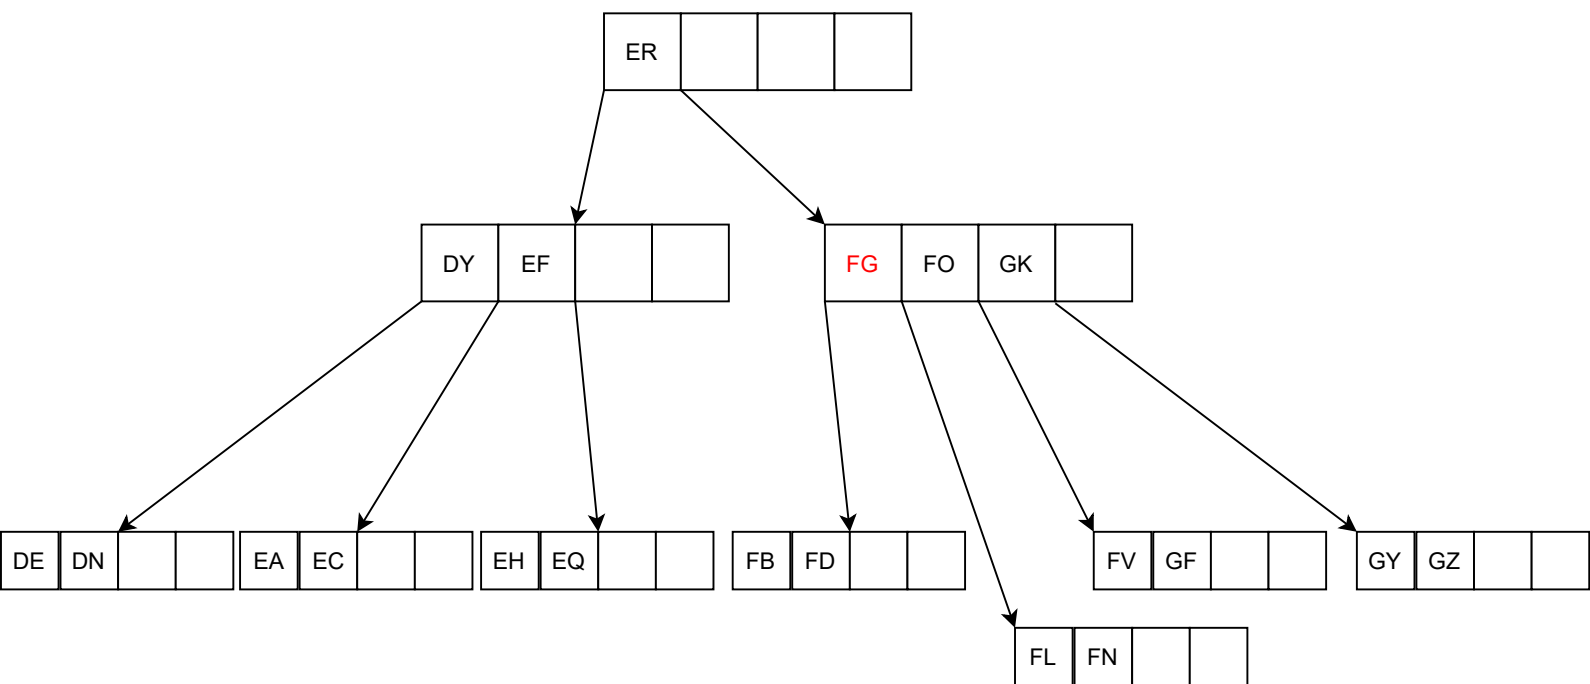 ER
DY EF
FG FO GK
DE DN
EA EC
EH EQ
FB FD
FV GF
GY GZ
FL FN